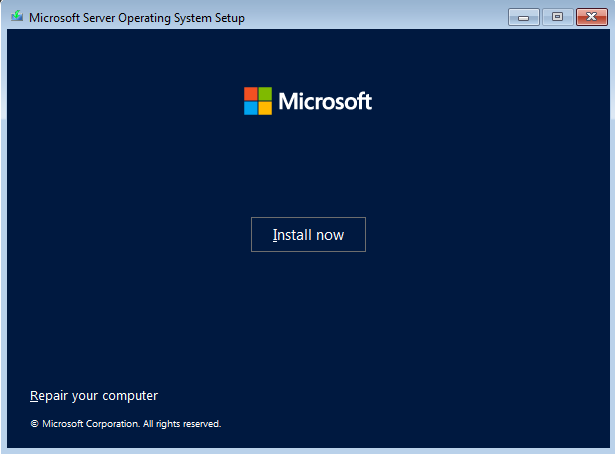 Microsoft Server Operating System Setup
Microsoft
Install now
Repair your computer
© Microsoft Corporation. All rights reserved.